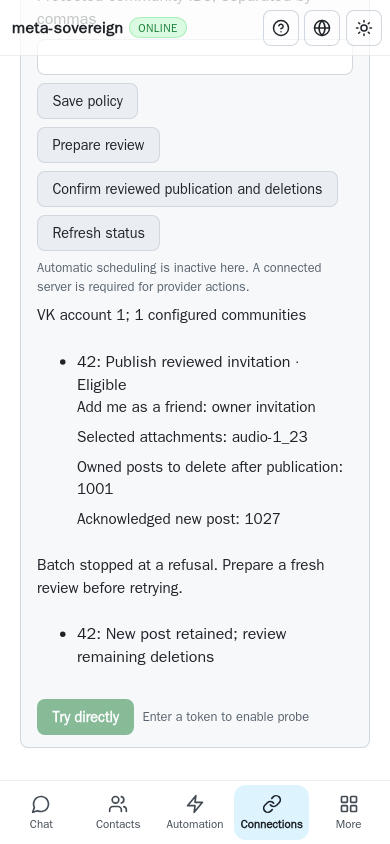 meta-sovereign ONLINE
commas
Save policy
Prepare review
Confirm reviewed publication and deletions
Refresh status
Automatic scheduling is inactive here. A connected
server is required for provider actions.
VK account 1; 1 configured communities
42: Publish reviewed invitation ·
Eligible
Add me as a friend: owner invitation
Selected attachments: audio-1_23
Owned posts to delete after publication:
1001
Acknowledged new post: 1027
Batch stopped at a refusal. Prepare a fresh
review before retrying.
42: New post retained; review
remaining deletions
Try directly Enter a token to enable probe
Chat Contacts Automation Connections More